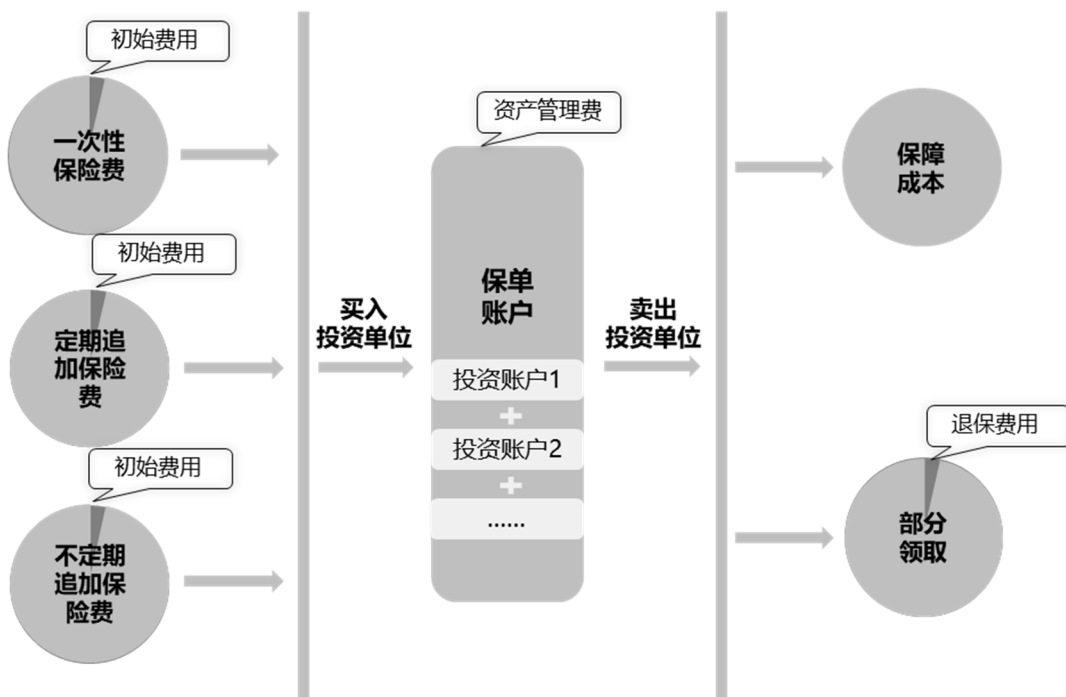 初始费用
一次性
保险费
初始费用
定期追
加保险
费
初始费用
不定期
追加保
险费
买入
投资单位
资产管理费
保单
账户
投资账户1
+
投资账户2
+
......
卖出
投资单位
保障
成本
退保费用
部分
领取